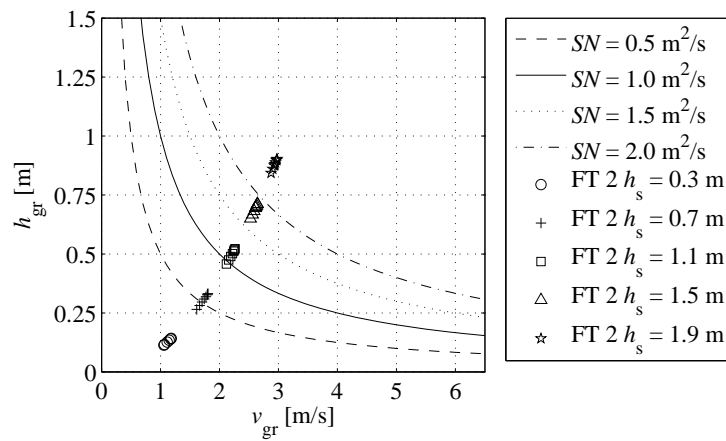 1.5
1.25
1
0.75
0.5
0.25
0
h_gr [m]
0 1 2 3 4 5 6
v_gr [m/s]
SN = 0.5 m²/s
SN = 1.0 m²/s
SN = 1.5 m²/s
SN = 2.0 m²/s
FT 2 h_s = 0.3 m
FT 2 h_s = 0.7 m
FT 2 h_s = 1.1 m
FT 2 h_s = 1.5 m
FT 2 h_s = 1.9 m